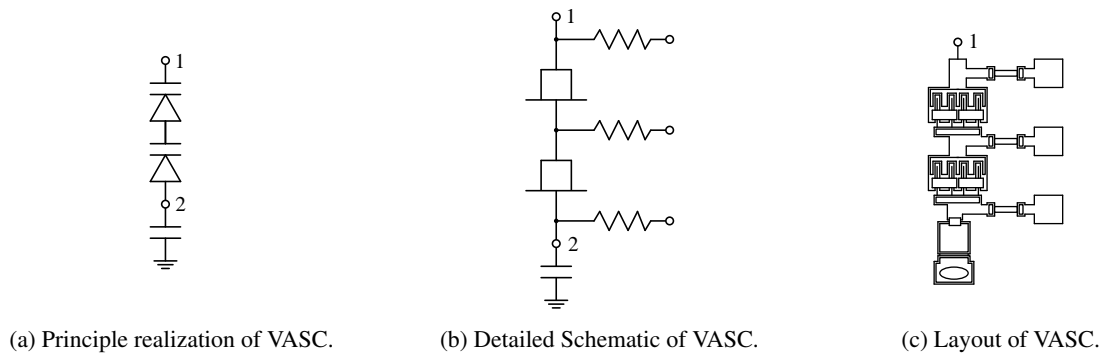 1
2
1
2
1
(a) Principle realization of VASC.
(b) Detailed Schematic of VASC.
(c) Layout of VASC.